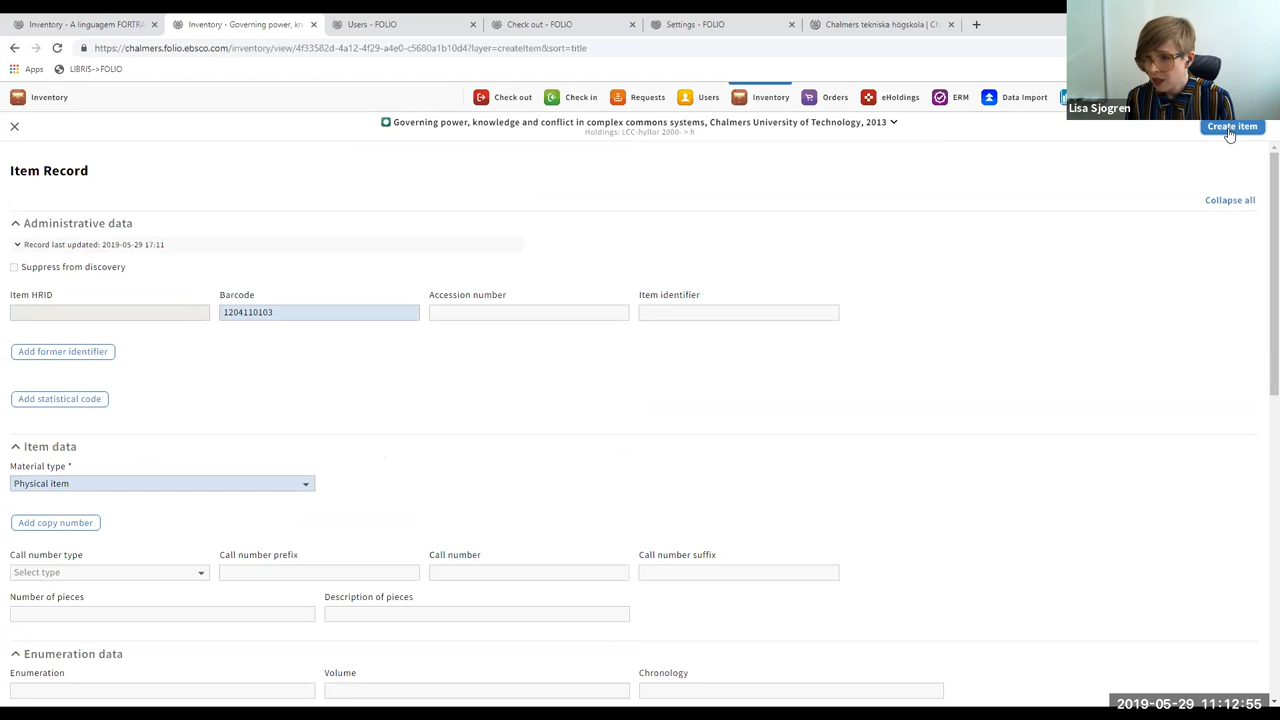 Inventory - A linguagem FORTRA
Inventory - Governing power, kn
Users - FOLIO
Check out - FOLIO
Settings - FOLIO
Chalmers tekniska högskola | Ch
https://chalmers.folio.ebsco.com/inventory/view/4f33582d-4a12-4f29-a4e0-c5680a1b10d4?layer=createItem&sort=title
Apps
LIBRIS->FOLIO
Inventory
Check out
Check in
Requests
Users
Inventory
Orders
eHoldings
ERM
Data Import
Lisa Sjogren
Governing power, knowledge and conflict in complex commons systems, Chalmers University of Technology, 2013
Holdings: LCC-hyllor 2000- > h
Create item
Item Record
Collapse all
Administrative data
Record last updated: 2019-05-29 17:11
Suppress from discovery
Item HRID
Barcode
Accession number
Item identifier
1204110103
Add former identifier
Add statistical code
Item data
Material type *
Physical item
Add copy number
Call number type
Call number prefix
Call number
Call number suffix
Select type
Number of pieces
Description of pieces
Enumeration data
Enumeration
Volume
Chronology
2019-05-29 11:12:55